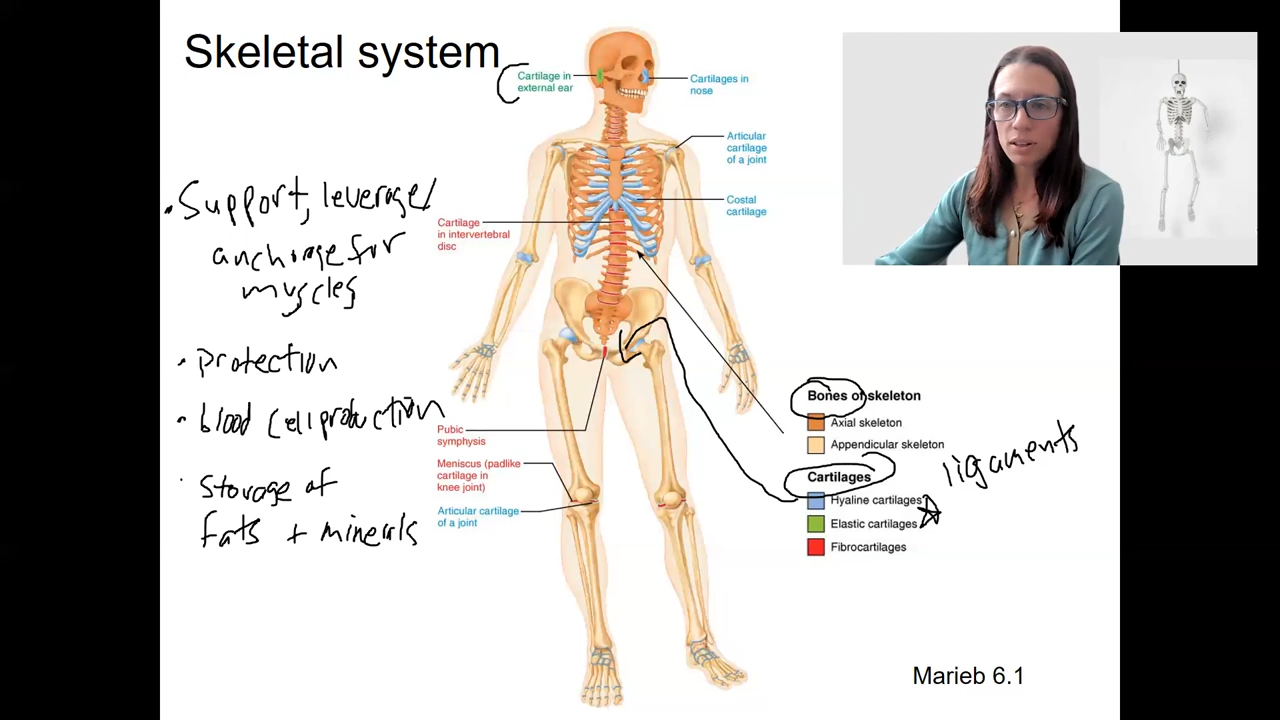 Skeletal system
Cartilage in
external ear
Cartilages in
nose
Articular
cartilage
of a joint
Costal
cartilage
Cartilage
in intervertebral
disc
• Support, leverage/
anchorage for
muscles
• protection
• blood cell production
• storage of
fats + minerals
Pubic
symphysis
Meniscus (padlike
cartilage in
knee joint)
Articular cartilage
of a joint
Bones of skeleton
Axial skeleton
Appendicular skeleton
Cartilages
Hyaline cartilages
Elastic cartilages
Fibrocartilages
ligaments
Marieb 6.1